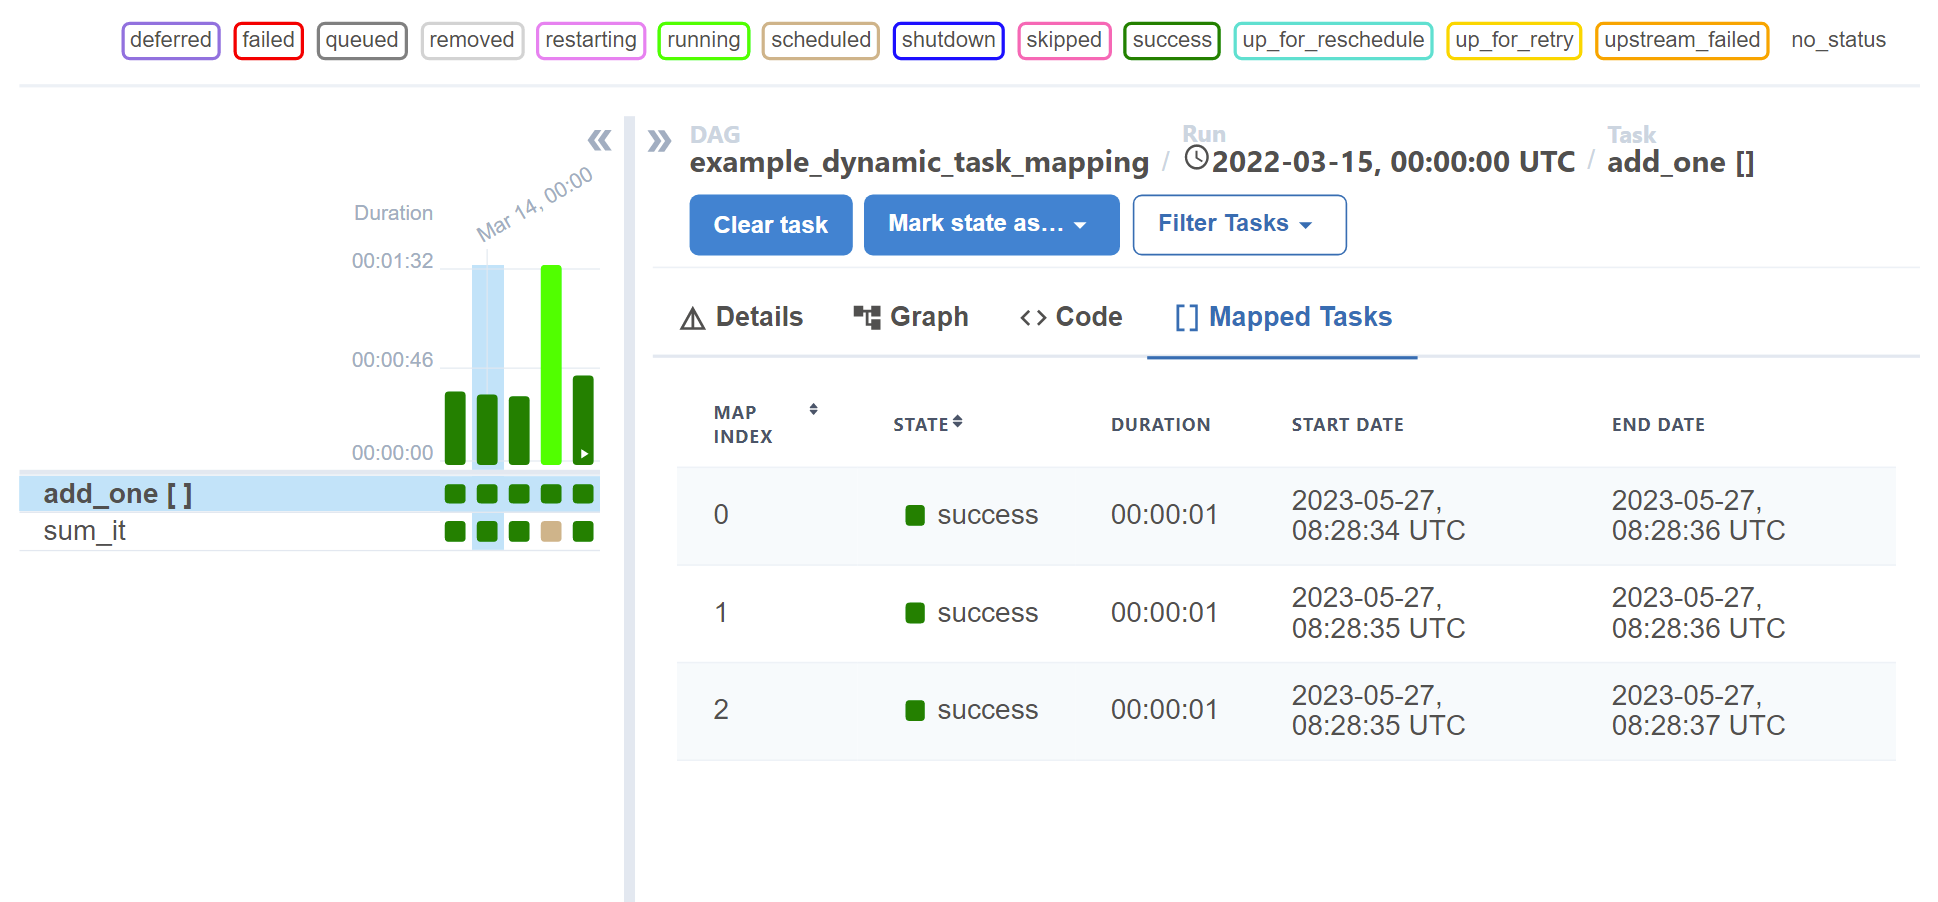 deferred failed queued removed restarting running scheduled shutdown skipped success up_for_reschedule up_for_retry upstream_failed no_status
Duration
Mar 14, 00:00
00:01:32
00:00:46
00:00:00
add_one [ ]
sum_it
DAG Run Task
example_dynamic_task_mapping / 2022-03-15, 00:00:00 UTC / add_one []
Clear task Mark state as... Filter Tasks
Details Graph Code [ ] Mapped Tasks
MAP INDEX STATE DURATION START DATE END DATE
0 success 00:00:01 2023-05-27, 08:28:34 UTC 2023-05-27, 08:28:36 UTC
1 success 00:00:01 2023-05-27, 08:28:35 UTC 2023-05-27, 08:28:36 UTC
2 success 00:00:01 2023-05-27, 08:28:35 UTC 2023-05-27, 08:28:37 UTC